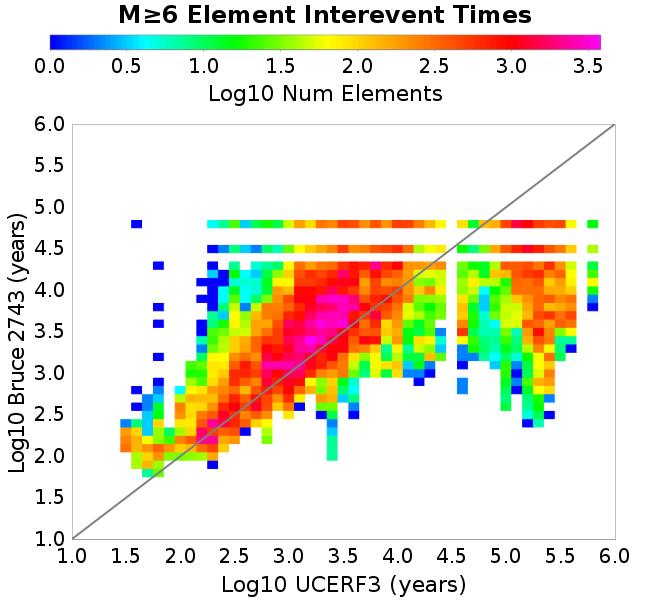 M≥6 Element Interevent Times
0.0 0.5 1.0 1.5 2.0 2.5 3.0 3.5
Log10 Num Elements
6.0
5.5
5.0
4.5
4.0
3.5
3.0
2.5
2.0
1.5
1.0
Log10 Bruce 2743 (years)
1.0 1.5 2.0 2.5 3.0 3.5 4.0 4.5 5.0 5.5 6.0
Log10 UCERF3 (years)